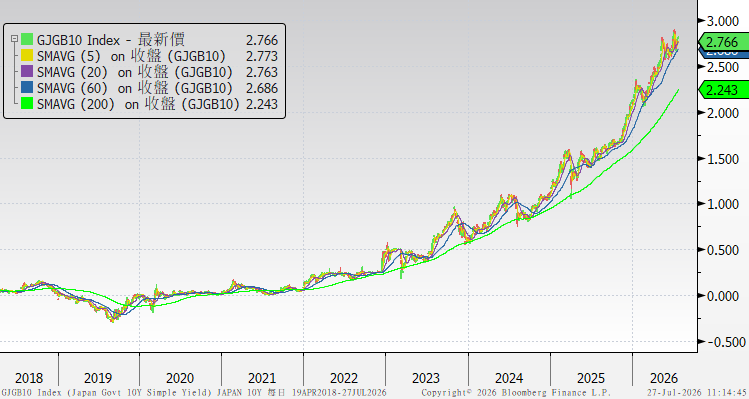 GJGB10 Index - 最新價 2.766
SMAVG (5) on 收盤 (GJGB10) 2.773
SMAVG (20) on 收盤 (GJGB10) 2.763
SMAVG (60) on 收盤 (GJGB10) 2.686
SMAVG (200) on 收盤 (GJGB10) 2.243
3.000
2.766
2.686
2.500
2.243
2.000
1.500
1.000
0.500
0.000
-0.500
2018 2019 2020 2021 2022 2023 2024 2025 2026
GJGB10 Index (Japan Govt 10Y Simple Yield) JAPAN 10Y 每日 19APR2018-27JUL2026 Copyright© 2026 Bloomberg Finance L.P. 27-Jul-2026 11:14:45